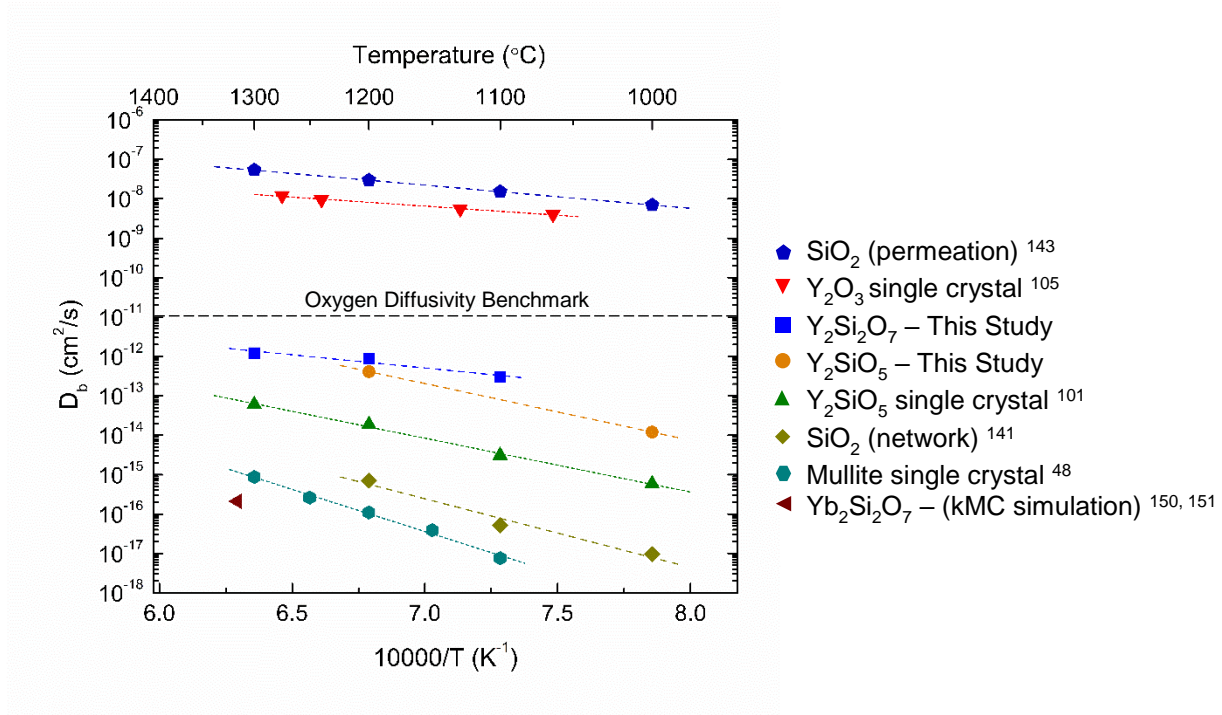 Temperature (°C)
1400 1300 1200 1100 1000
10⁻⁶
10⁻⁷
10⁻⁸
10⁻⁹
10⁻¹⁰
10⁻¹¹
10⁻¹²
10⁻¹³
10⁻¹⁴
10⁻¹⁵
10⁻¹⁶
10⁻¹⁷
10⁻¹⁸
D_b (cm²/s)
Oxygen Diffusivity Benchmark
6.0 6.5 7.0 7.5 8.0
10000/T (K⁻¹)
SiO₂ (permeation) ¹⁴³
Y₂O₃ single crystal ¹⁰⁵
Y₂Si₂O₇ – This Study
Y₂SiO₅ – This Study
Y₂SiO₅ single crystal ¹⁰¹
SiO₂ (network) ¹⁴¹
Mullite single crystal ⁴⁸
Yb₂Si₂O₇ – (kMC simulation) ¹⁵⁰, ¹⁵¹